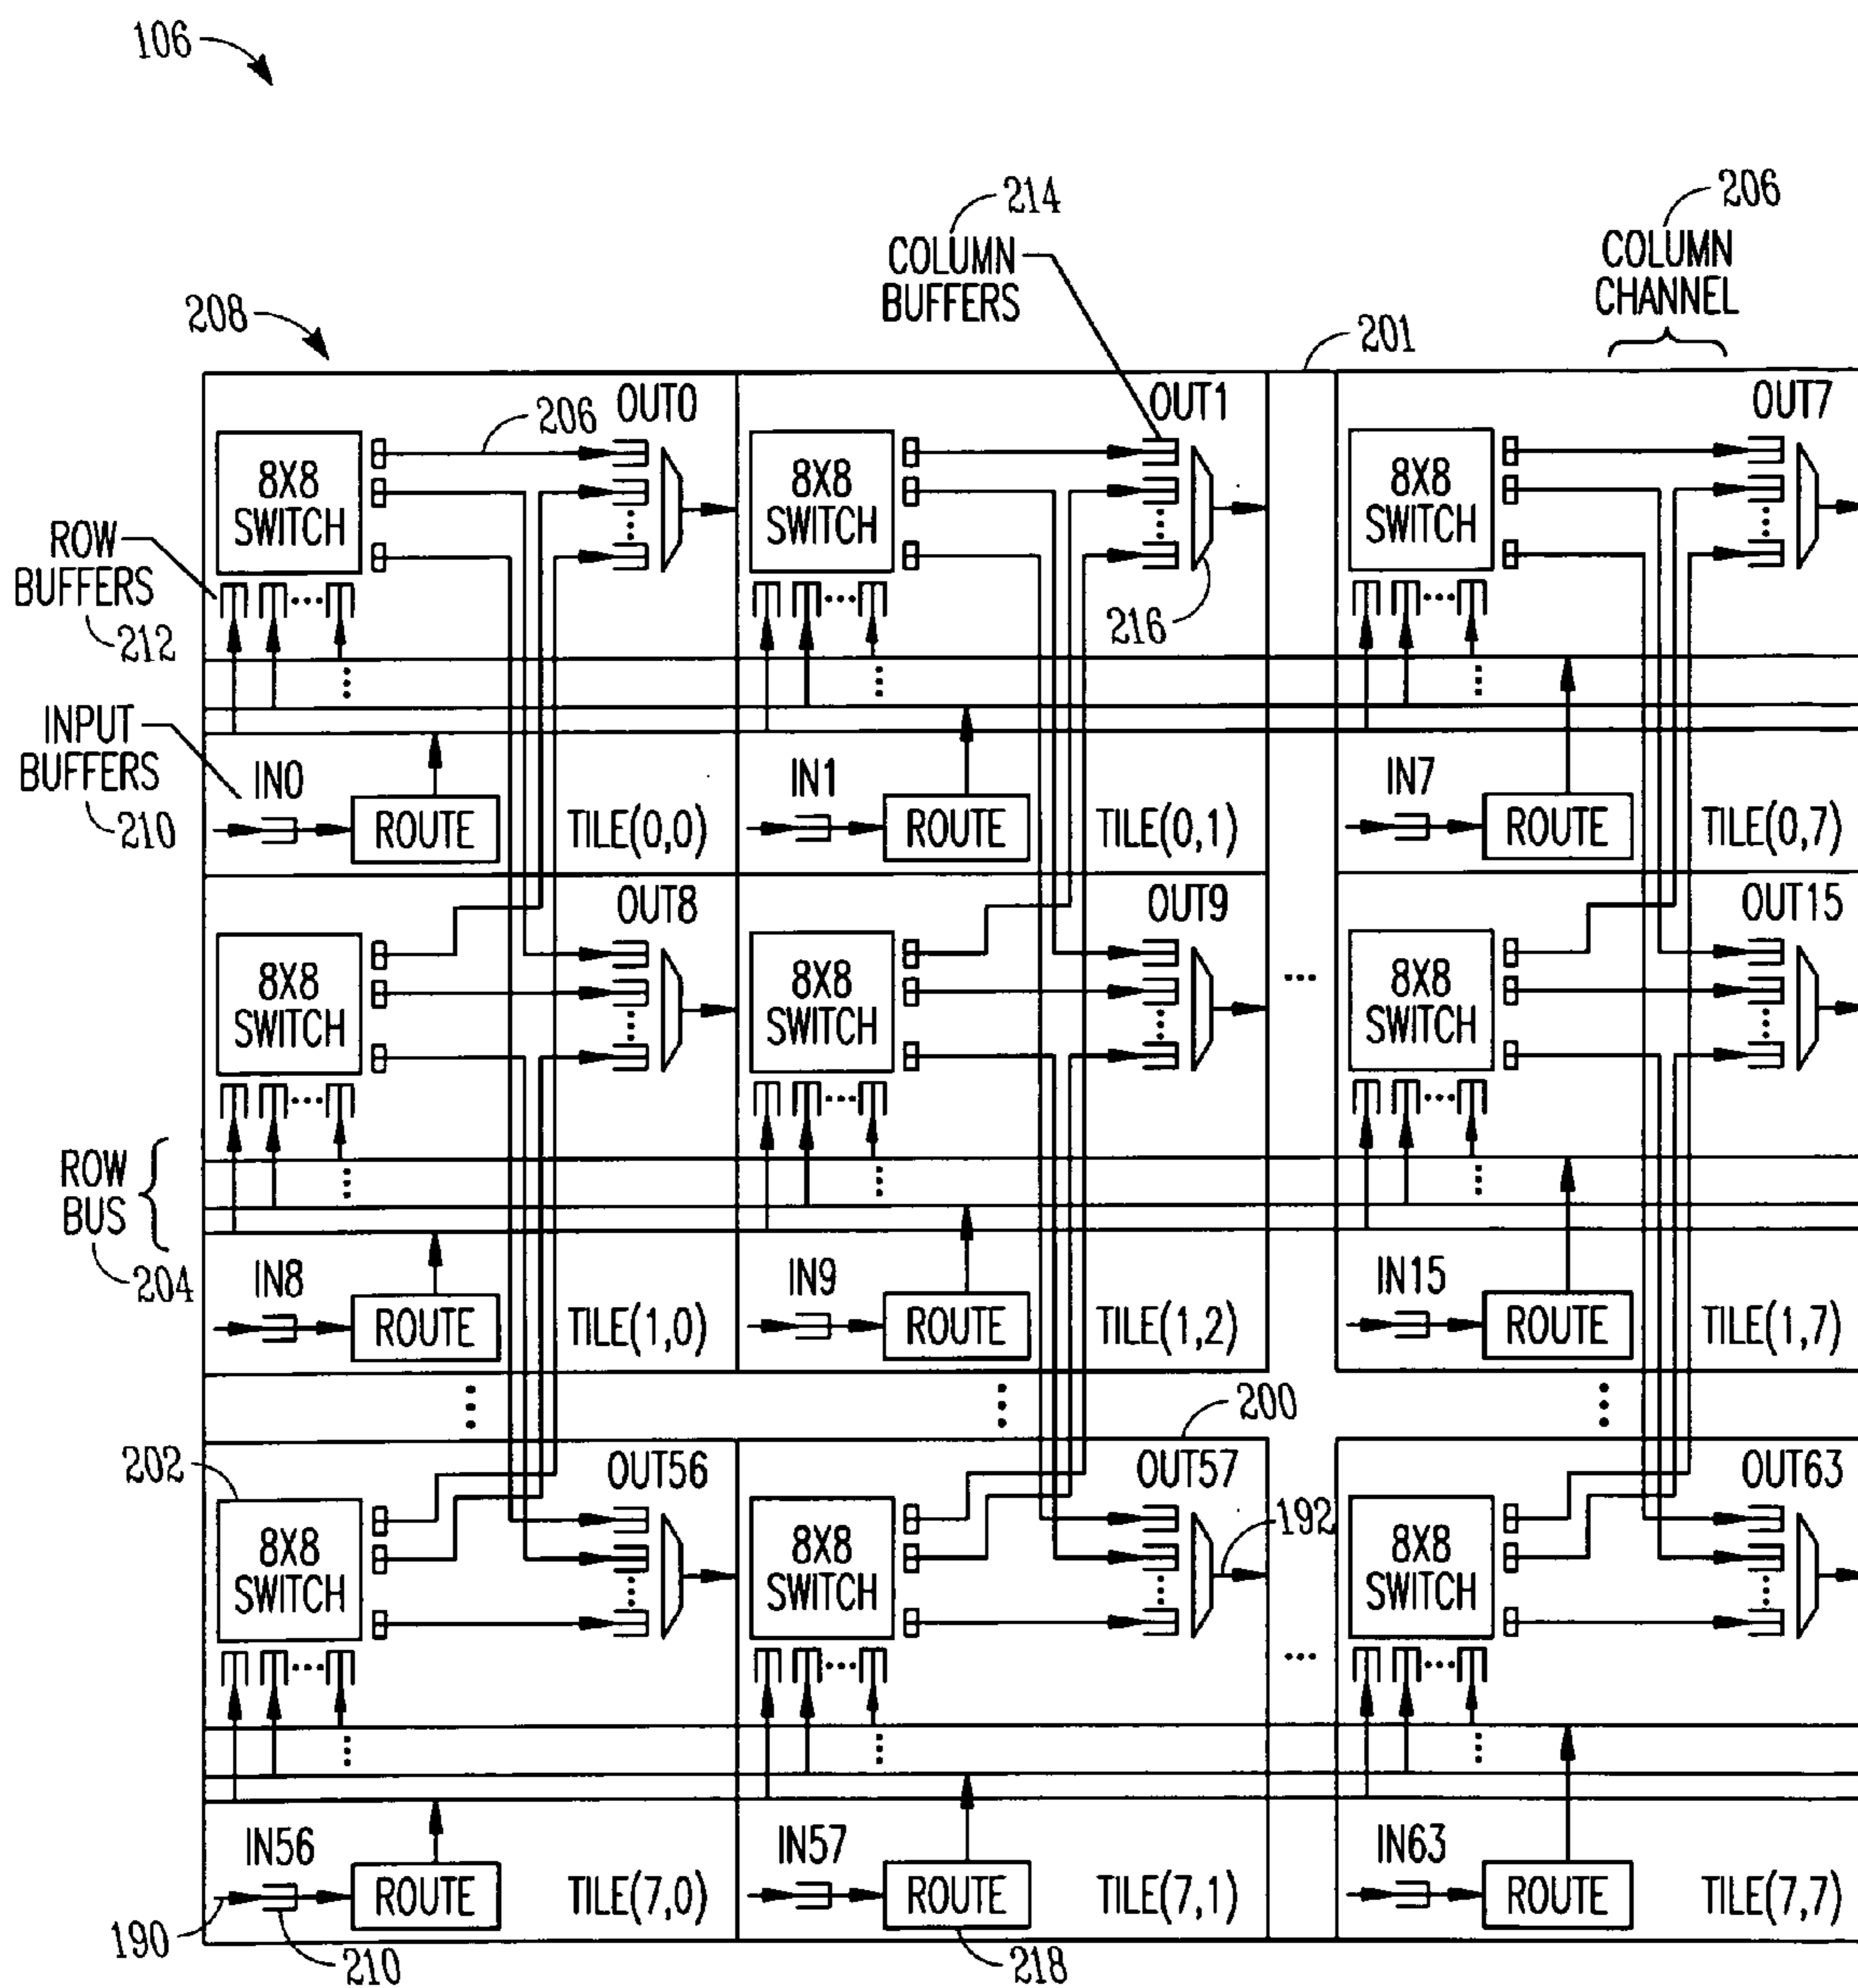 106
214
COLUMN
BUFFERS
206
COLUMN
CHANNEL
208
201
OUT0
OUT1
OUT7
206
8X8
SWITCH
8X8
SWITCH
8X8
SWITCH
ROW
BUFFERS
212
216
INPUT
BUFFERS
210
IN0
ROUTE
TILE(0,0)
IN1
ROUTE
TILE(0,1)
IN7
ROUTE
TILE(0,7)
OUT8
OUT9
OUT15
8X8
SWITCH
8X8
SWITCH
8X8
SWITCH
ROW
BUS
204
IN8
ROUTE
TILE(1,0)
IN9
ROUTE
TILE(1,2)
IN15
ROUTE
TILE(1,7)
200
202
OUT56
OUT57
OUT63
8X8
SWITCH
8X8
SWITCH
192
8X8
SWITCH
IN56
ROUTE
TILE(7,0)
IN57
ROUTE
TILE(7,1)
IN63
ROUTE
TILE(7,7)
190
210
218